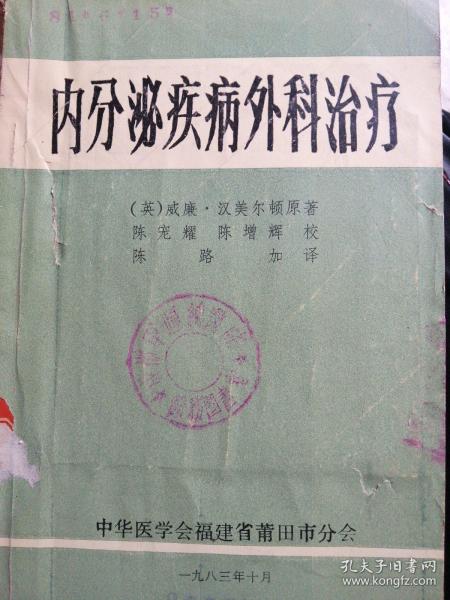 内分泌疾病外科治疗
(英)威廉·汉美尔顿原著
陈宠耀 陈增辉 校
陈路加译
中华医学会福建省莆田市分会
一九八三年十月
孔夫子旧书网
www.kongfz.com